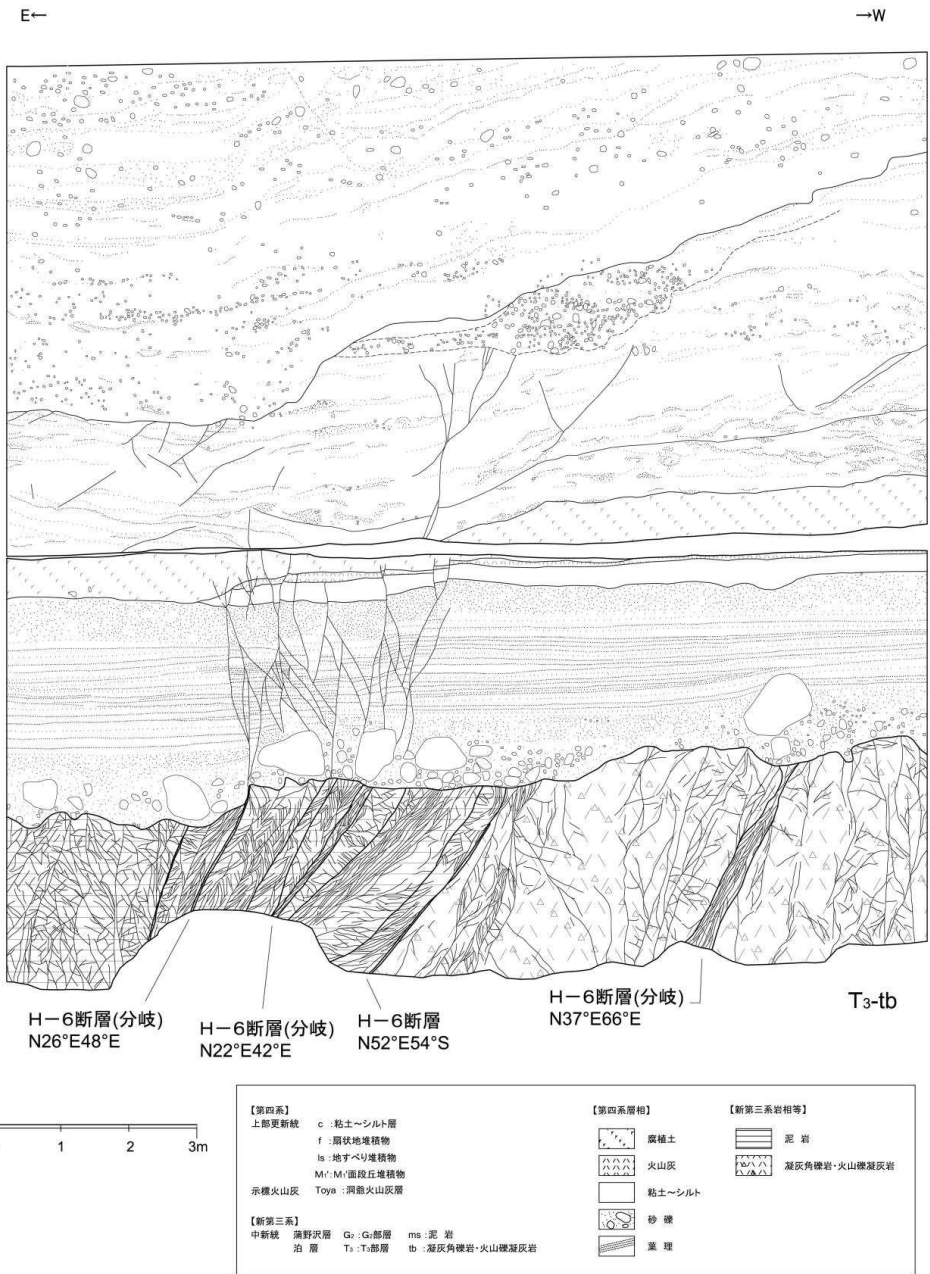 E←
→W
H－6断層(分岐)
N26°E48°E
H－6断層(分岐)
N22°E42°E
H－6断層
N52°E54°S
H－6断層(分岐)
N37°E66°E
T3-tb
1
2
3m
【第四系】
上部更新統 c :粘土～シルト層
f :扇状地堆積物
ls :地すべり堆積物
M1':M1'面段丘堆積物
示標火山灰 Toya :洞爺火山灰層
【新第三系】
中新統 蒲野沢層 G2 :G2部層 ms :泥 岩
泊 層 T3 :T3部層 tb :凝灰角礫岩・火山礫凝灰岩
【第四系層相】
腐植土
火山灰
粘土～シルト
砂 礫
葉 理
【新第三系岩相等】
泥 岩
凝灰角礫岩・火山礫凝灰岩